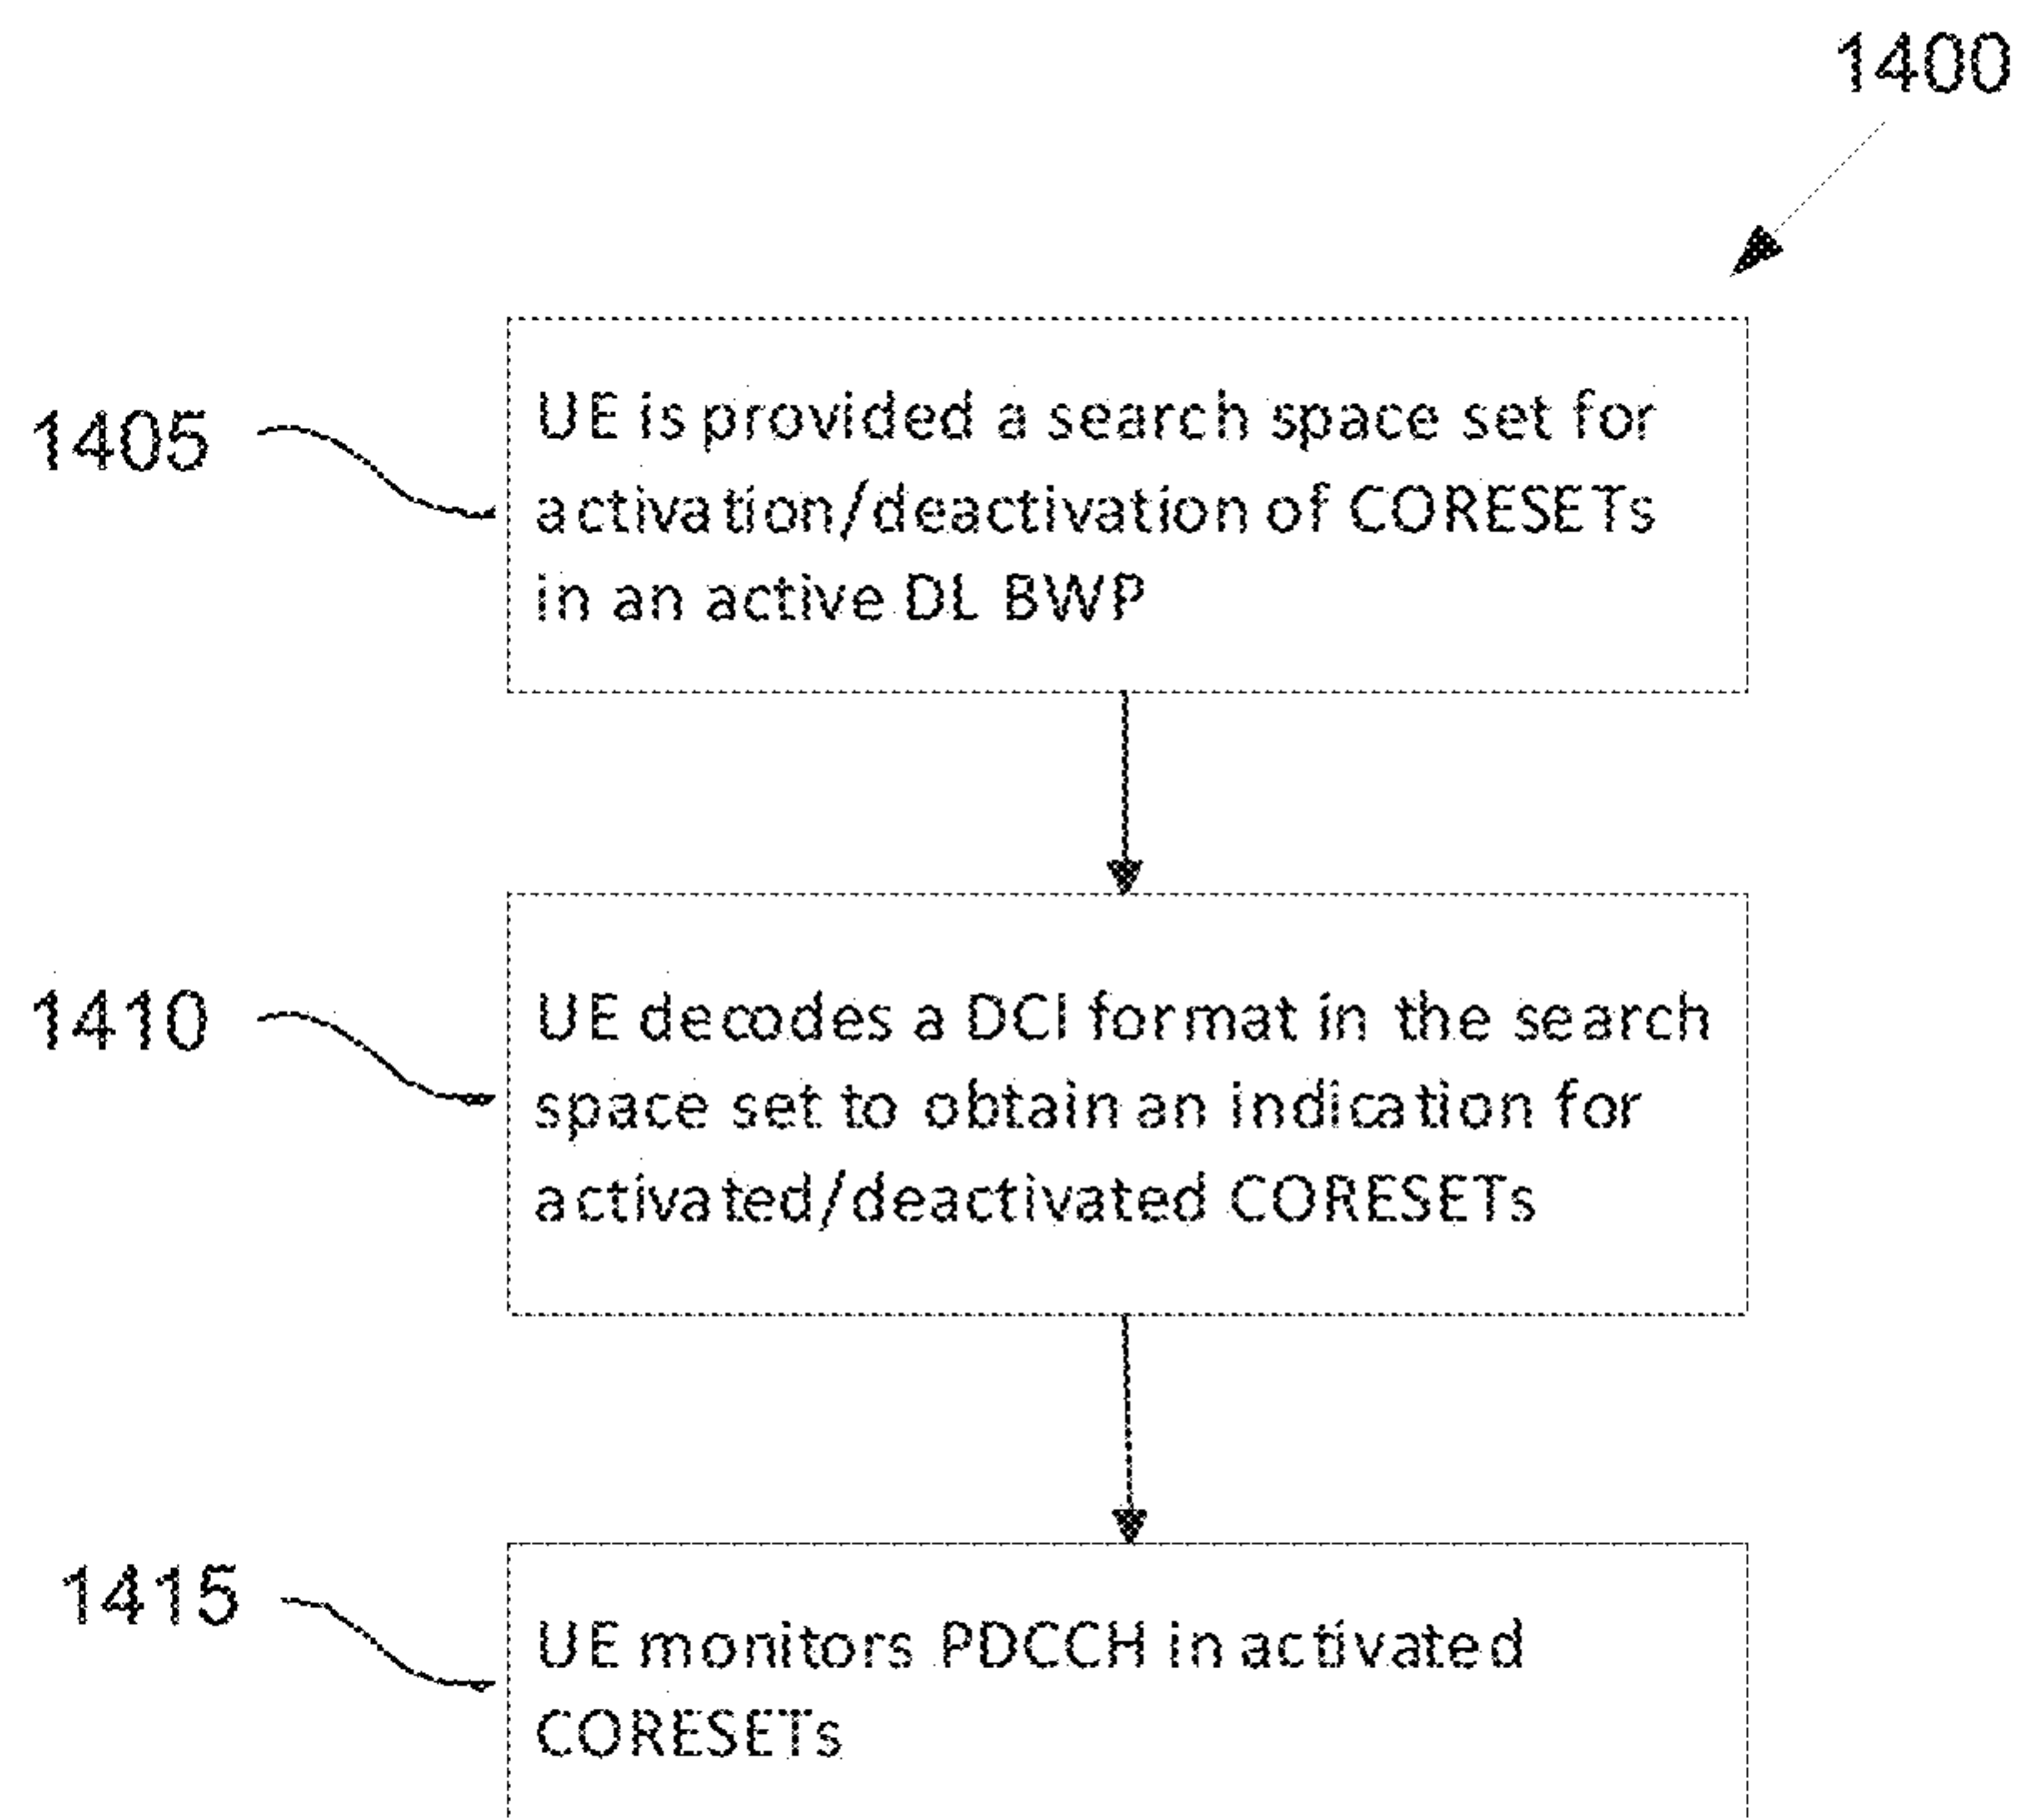 1400
1405
UE is provided a search space set for
activation/deactivation of CORESETs
in an active DL BWP
1410
UE decodes a DCI format in the search
space set to obtain an indication for
activated/deactivated CORESETs
1415
UE monitors PDCCH in activated
CORESETs